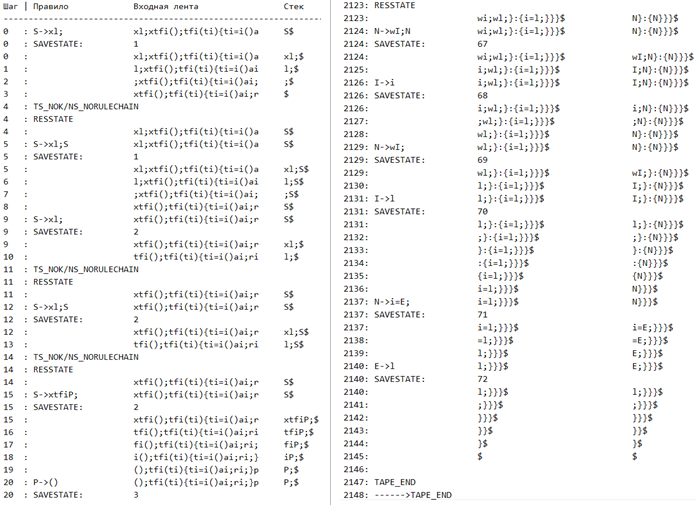 Шаг | Правило Входная лента Стек
--------------------------------------------------------------------
0 : S->xl; xl;xtfi();tfi(ti){ti=i()a S$
0 : SAVESTATE: 1
0 : xl;xtfi();tfi(ti){ti=i()a xl;$
1 : l;xtfi();tfi(ti){ti=i()ai l;$
2 : ;xtfi();tfi(ti){ti=i()ai; ;$
3 : xtfi();tfi(ti){ti=i()ai;r $
4 : TS_NOK/NS_NORULECHAIN
4 : RESSTATE
4 : xl;xtfi();tfi(ti){ti=i()a S$
5 : S->xl;S xl;xtfi();tfi(ti){ti=i()a S$
5 : SAVESTATE: 1
5 : xl;xtfi();tfi(ti){ti=i()a xl;S$
6 : l;xtfi();tfi(ti){ti=i()ai l;S$
7 : ;xtfi();tfi(ti){ti=i()ai; ;S$
8 : xtfi();tfi(ti){ti=i()ai;r S$
9 : S->xl; xtfi();tfi(ti){ti=i()ai;r S$
9 : SAVESTATE: 2
9 : xtfi();tfi(ti){ti=i()ai;r xl;$
10 : tfi();tfi(ti){ti=i()ai;ri l;$
11 : TS_NOK/NS_NORULECHAIN
11 : RESSTATE
11 : xtfi();tfi(ti){ti=i()ai;r S$
12 : S->xl;S xtfi();tfi(ti){ti=i()ai;r S$
12 : SAVESTATE: 2
12 : xtfi();tfi(ti){ti=i()ai;r xl;S$
13 : tfi();tfi(ti){ti=i()ai;ri l;S$
14 : TS_NOK/NS_NORULECHAIN
14 : RESSTATE
14 : xtfi();tfi(ti){ti=i()ai;r S$
15 : S->xtfiP; xtfi();tfi(ti){ti=i()ai;r S$
15 : SAVESTATE: 2
15 : xtfi();tfi(ti){ti=i()ai;r xtfiP;$
16 : tfi();tfi(ti){ti=i()ai;ri tfiP;$
17 : fi();tfi(ti){ti=i()ai;ri; fiP;$
18 : i();tfi(ti){ti=i()ai;ri;} iP;$
19 : ();tfi(ti){ti=i()ai;ri;}p P;$
20 : P->() ();tfi(ti){ti=i()ai;ri;}p P;$
20 : SAVESTATE: 3
2123: RESSTATE
2123: wi;wl;}:{i=l;}}}$ N}:{N}}}$
2124: N->wI;N wi;wl;}:{i=l;}}}$ N}:{N}}}$
2124: SAVESTATE: 67
2124: wi;wl;}:{i=l;}}}$ wI;N}:{N}}}$
2125: i;wl;}:{i=l;}}}$ I;N}:{N}}}$
2126: I->i i;wl;}:{i=l;}}}$ I;N}:{N}}}$
2126: SAVESTATE: 68
2126: i;wl;}:{i=l;}}}$ i;N}:{N}}}$
2127: ;wl;}:{i=l;}}}$ ;N}:{N}}}$
2128: wl;}:{i=l;}}}$ N}:{N}}}$
2129: N->wI; wl;}:{i=l;}}}$ N}:{N}}}$
2129: SAVESTATE: 69
2129: wl;}:{i=l;}}}$ wI;}:{N}}}$
2130: l;}:{i=l;}}}$ I;}:{N}}}$
2131: I->l l;}:{i=l;}}}$ I;}:{N}}}$
2131: SAVESTATE: 70
2131: l;}:{i=l;}}}$ l;}:{N}}}$
2132: ;}:{i=l;}}}$ ;}:{N}}}$
2133: }:{i=l;}}}$ }:{N}}}$
2134: :{i=l;}}}$ :{N}}}$
2135: {i=l;}}}$ {N}}}$
2136: i=l;}}}$ N}}}$
2137: N->i=E; i=l;}}}$ N}}}$
2137: SAVESTATE: 71
2137: i=l;}}}$ i=E;}}}$
2138: =l;}}}$ =E;}}}$
2139: l;}}}$ E;}}}$
2140: E->l l;}}}$ E;}}}$
2140: SAVESTATE: 72
2140: l;}}}$ l;}}}$
2141: ;}}}$ ;}}}$
2142: }}}$ }}}$
2143: }}$ }}$
2144: }$ }$
2145: $ $
2146:
2147: TAPE_END
2148: ------>TAPE_END